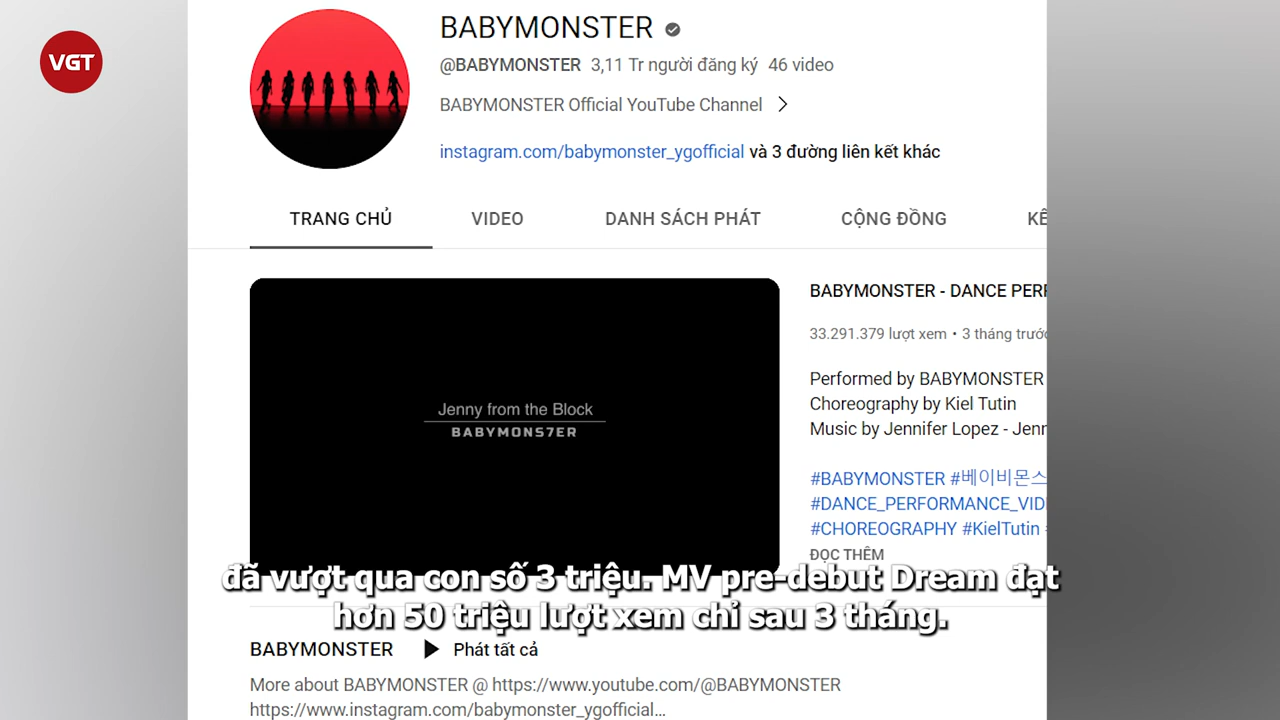 VGT
BABYMONSTER
@BABYMONSTER 3,11 Tr người đăng ký 46 video
BABYMONSTER Official YouTube Channel
instagram.com/babymonster_ygofficial và 3 đường liên kết khác
TRANG CHỦ VIDEO DANH SÁCH PHÁT CỘNG ĐỒNG KÊ
Jenny from the Block
BABYMONS7ER
BABYMONSTER - DANCE PERF
33.291.379 lượt xem • 3 tháng trước
Performed by BABYMONSTER
Choreography by Kiel Tutin
Music by Jennifer Lopez - Jenn
#BABYMONSTER #베이비몬스
#DANCE_PERFORMANCE_VID
#CHOREOGRAPHY #KielTutin
ĐỌC THÊM
đã vượt qua con số 3 triệu. MV pre-debut Dream đạt
hơn 50 triệu lượt xem chỉ sau 3 tháng.
BABYMONSTER Phát tất cả
More about BABYMONSTER @ https://www.youtube.com/@BABYMONSTER
https://www.instagram.com/babymonster_ygofficial...